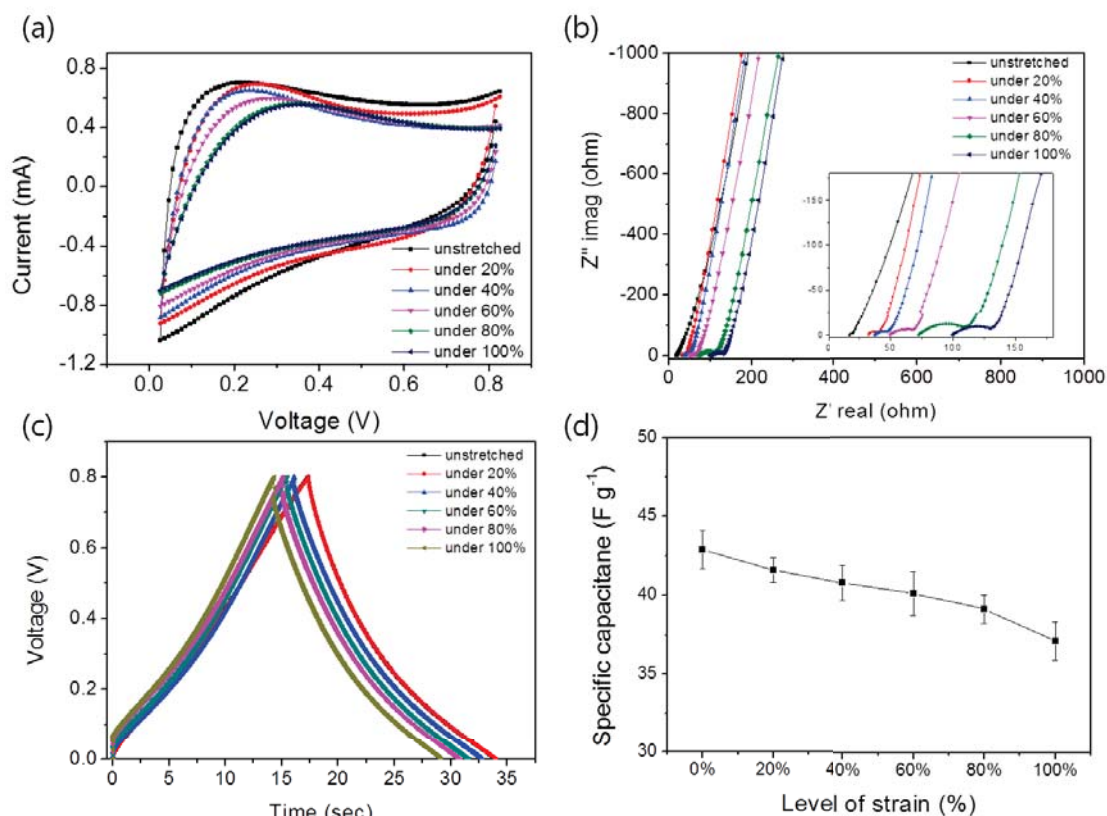 (a)
0.8
0.4
0.0
-0.4
-0.8
-1.2
Current (mA)
unstretched
under 20%
under 40%
under 60%
under 80%
under 100%
0.0 0.2 0.4 0.6 0.8
Voltage (V)
(b)
-1000
-800
-600
-400
-200
0
Z'' imag (ohm)
unstretched
under 20%
under 40%
under 60%
under 80%
under 100%
-150
-100
-50
0
0 50 100 150
0 200 400 600 800 1000
Z' real (ohm)
(c)
0.8
0.6
0.4
0.2
0.0
Voltage (V)
unstretched
under 20%
under 40%
under 60%
under 80%
under 100%
0 5 10 15 20 25 30 35
Time (sec)
(d)
50
45
40
35
30
Specific capacitane (F g-1)
0% 20% 40% 60% 80% 100%
Level of strain (%)